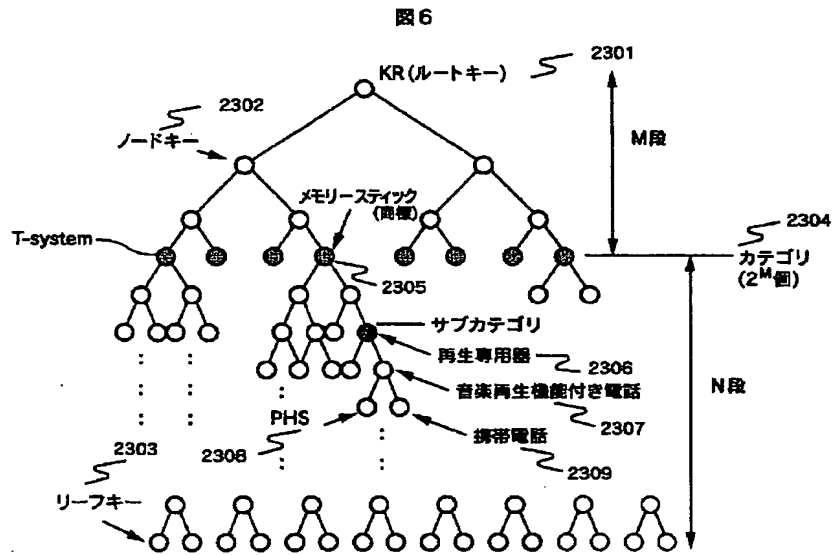 図6
KR(ルートキー)
2301
2302
ノードキー
M段
メモリースティック
(商標)
T-system
2304
カテゴリ
(2^M個)
2305
サブカテゴリ
再生専用器
2306
N段
音楽再生機能付き電話
2307
PHS
2308
携帯電話
2309
2303
リーフキー